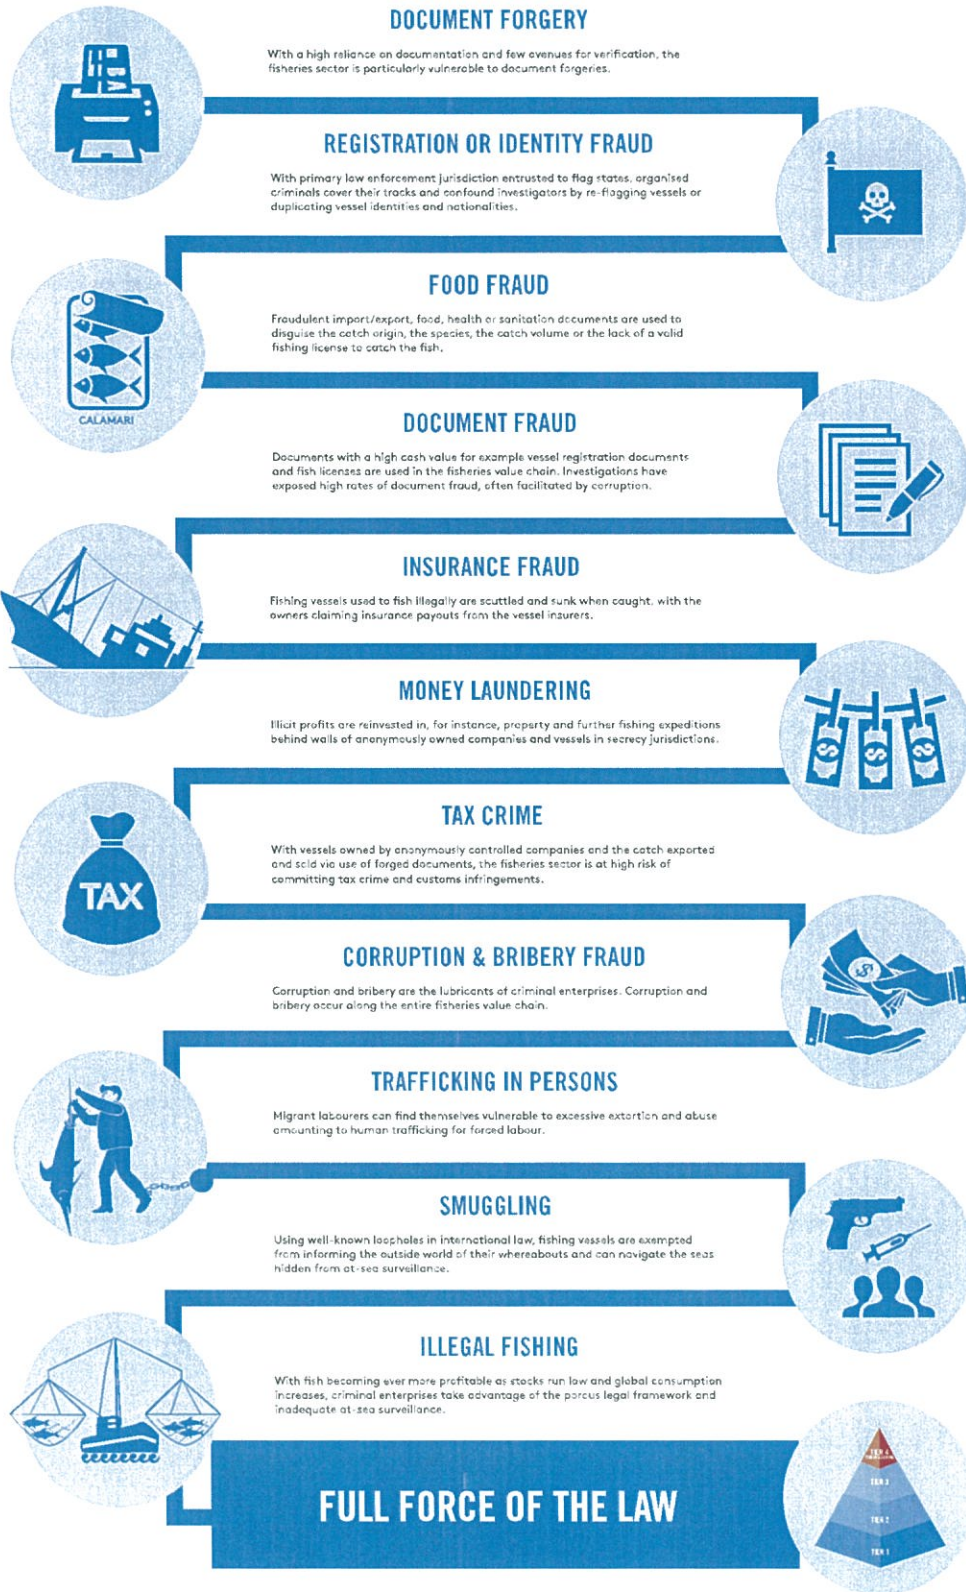 DOCUMENT FORGERY
With a high reliance on documentation and few avenues for verification, the
fisheries sector is particularly vulnerable to document forgeries.
REGISTRATION OR IDENTITY FRAUD
With primary law enforcement jurisdiction entrusted to flag states, organised
criminals cover their tracks and confound investigators by re-flagging vessels or
duplicating vessel identities and nationalities.
FOOD FRAUD
Fraudulent import/export, food, health or sanitation documents are used to
disguise the catch origin, the species, the catch volume or the lack of a valid
fishing license to catch the fish.
CALAMARI
DOCUMENT FRAUD
Documents with a high cash value for example vessel registration documents
and fish licenses are used in the fisheries value chain. Investigations have
exposed high rates of document fraud, often facilitated by corruption.
INSURANCE FRAUD
Fishing vessels used to fish illegally are scuttled and sunk when caught, with the
owners claiming insurance payouts from the vessel insurers.
MONEY LAUNDERING
Illicit profits are reinvested in, for instance, property and further fishing expeditions
behind walls of anonymously owned companies and vessels in secrecy jurisdictions.
TAX CRIME
With vessels owned by anonymously controlled companies and the catch exported
and sold via use of forged documents, the fisheries sector is at high risk of
committing tax crime and customs infringements.
TAX
CORRUPTION & BRIBERY FRAUD
Corruption and bribery are the lubricants of criminal enterprises. Corruption and
bribery occur along the entire fisheries value chain.
TRAFFICKING IN PERSONS
Migrant labourers can find themselves vulnerable to excessive extortion and abuse
amounting to human trafficking for forced labour.
SMUGGLING
Using well-known loopholes in international law, fishing vessels are exempted
from informing the outside world of their whereabouts and can navigate the seas
hidden from at-sea surveillance.
ILLEGAL FISHING
With fish becoming ever more profitable as stocks run low and global consumption
increases, criminal enterprises take advantage of the porous legal framework and
inadequate at-sea surveillance.
FULL FORCE OF THE LAW
TIER 4
TIER 3
TIER 2
TIER 1